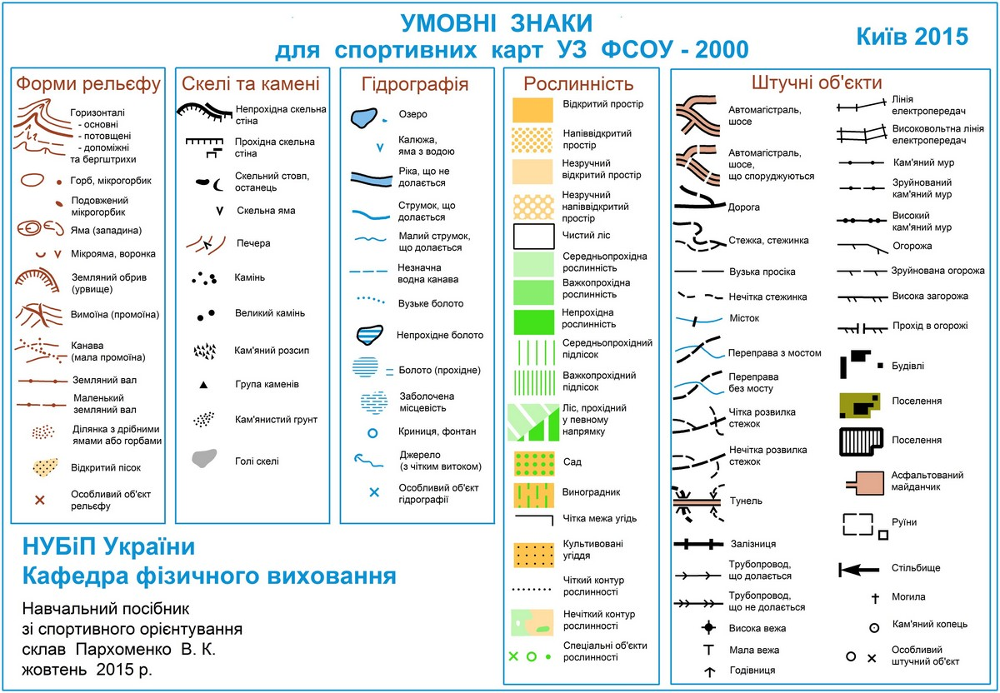 УМОВНІ ЗНАКИ
для спортивних карт УЗ ФСОУ - 2000
Київ 2015
Форми рельєфу
Горизонталі
- основні
- потовщені
- допоміжні
та бергштрихи
Горб, мікрогорбик
Подовжений
мікрогорбик
Яма (западина)
Мікрояма, воронка
Земляний обрив
(урвище)
Вимоїна (промоїна)
Канава
(мала промоїна)
Земляний вал
Маленький
земляний вал
Ділянка з дрібними
ямами або горбами
Відкритий пісок
Особливий об'єкт
рельєфу
Скелі та камені
Непрохідна скельна
стіна
Прохідна скельна
стіна
Скельний стовп,
останець
Скельна яма
Печера
Камінь
Великий камінь
Кам'яний розсип
Група каменів
Кам'янистий грунт
Голі скелі
Гідрографія
Озеро
Калюжа,
яма з водою
Ріка, що не
долається
Струмок, що
долається
Малий струмок,
що долається
Незначна
водна канава
Вузьке болото
Непрохідне болото
Болото (прохідне)
Заболочена
місцевість
Криниця, фонтан
Джерело
(з чітким витоком)
Особливий об'єкт
гідрографії
Рослинність
Відкритий простір
Напіввідкритий
простір
Незручний
відкритий простір
Незручний
напіввідкритий
простір
Чистий ліс
Середньопрохідна
рослинність
Важкопрохідна
рослинність
Непрохідна
рослинність
Середньопрохідний
підлісок
Важкопрохідний
підлісок
Ліс, прохідний
у певному
напрямку
Сад
Виноградник
Чітка межа угідь
Культивовані
угіддя
Чіткий контур
рослинності
Нечіткий контур
рослинності
Спеціальні об'єкти
рослинності
Штучні об'єкти
Автомагістраль,
шосе
Автомагістраль,
шосе,
що споруджуються
Дорога
Стежка, стежинка
Вузька просіка
Нечітка стежинка
Місток
Переправа з мостом
Переправа
без мосту
Чітка розвилка
стежок
Нечітка розвилка
стежок
Тунель
Залізниця
Трубопровод,
що долається
Трубопровод,
що не долається
Висока вежа
Мала вежа
Годівниця
Лінія
електропередач
Високовольтна лінія
електропередач
Кам'яний мур
Зруйнований
кам'яний мур
Високий
кам'яний мур
Огорожа
Зруйнована огорожа
Висока загорожа
Прохід в огорожі
Будівлі
Поселення
Поселення
Асфальтований
майданчик
Руїни
Стільбище
Могила
Кам'яний копець
Особливий
штучний об'єкт
НУБіП України
Кафедра фізичного виховання
Навчальний посібник
зі спортивного орієнтування
склав Пархоменко В. К.
жовтень 2015 р.